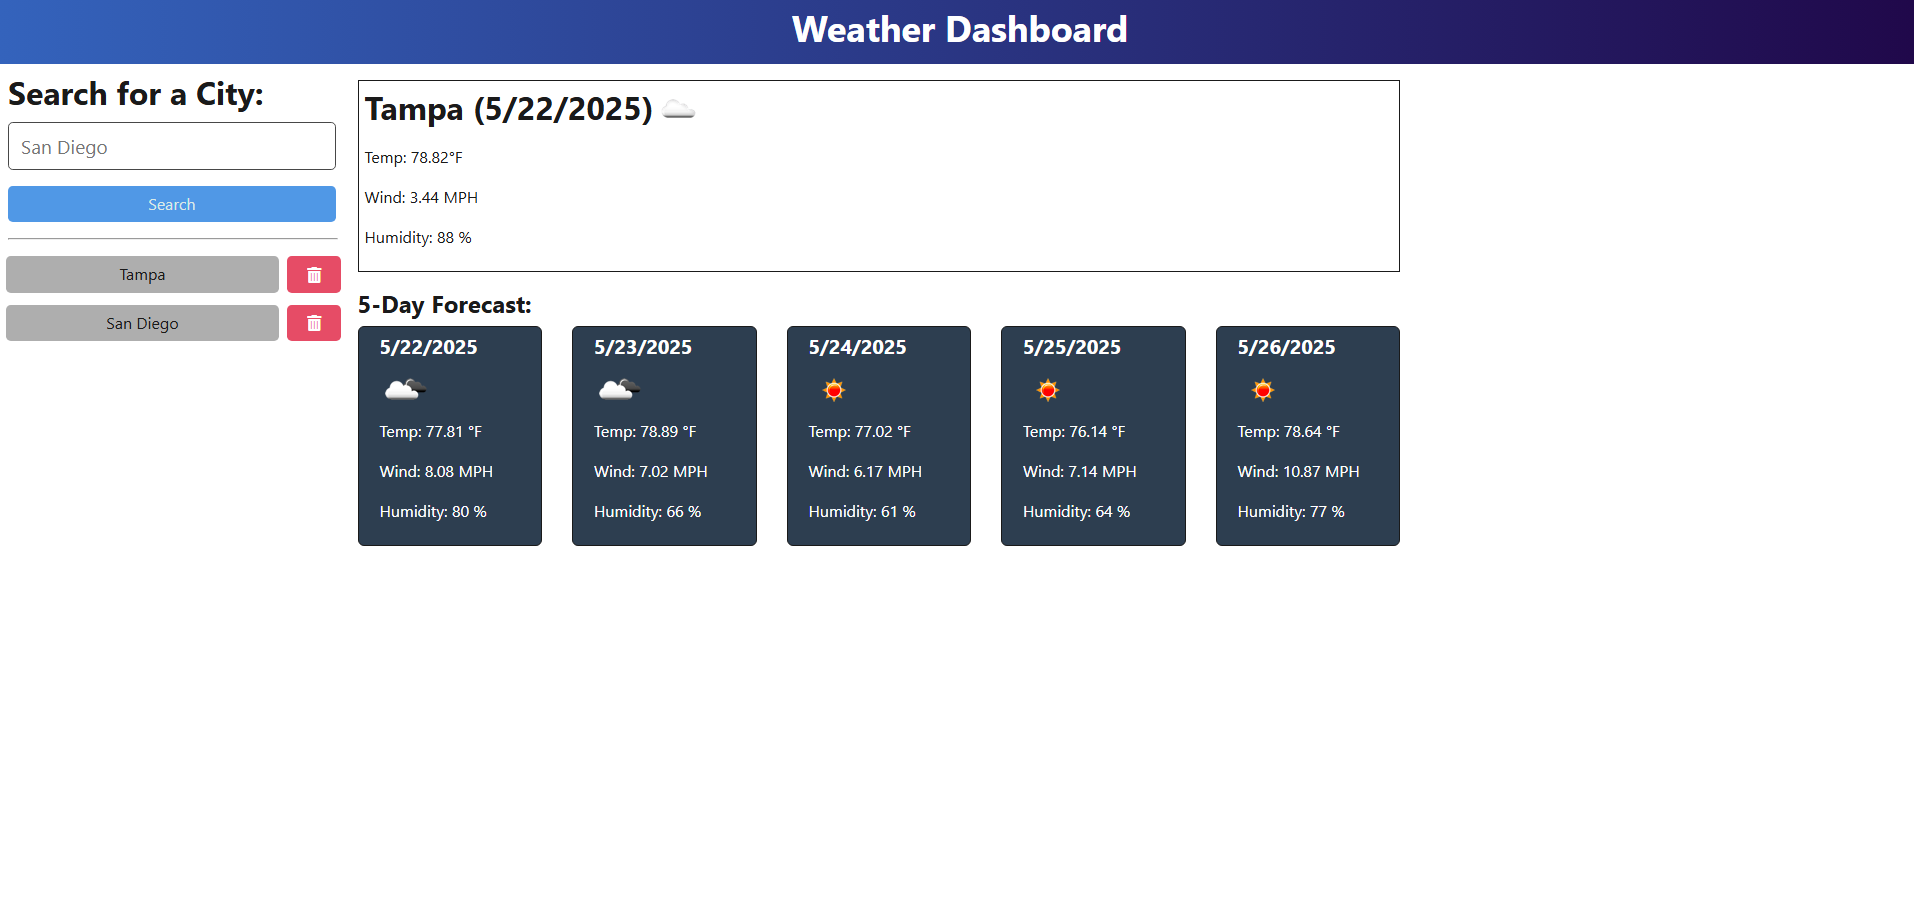 Weather Dashboard
Search for a City:
San Diego
Search
Tampa
San Diego
Tampa (5/22/2025)
Temp: 78.82°F
Wind: 3.44 MPH
Humidity: 88 %
5-Day Forecast:
5/22/2025
Temp: 77.81 °F
Wind: 8.08 MPH
Humidity: 80 %
5/23/2025
Temp: 78.89 °F
Wind: 7.02 MPH
Humidity: 66 %
5/24/2025
Temp: 77.02 °F
Wind: 6.17 MPH
Humidity: 61 %
5/25/2025
Temp: 76.14 °F
Wind: 7.14 MPH
Humidity: 64 %
5/26/2025
Temp: 78.64 °F
Wind: 10.87 MPH
Humidity: 77 %